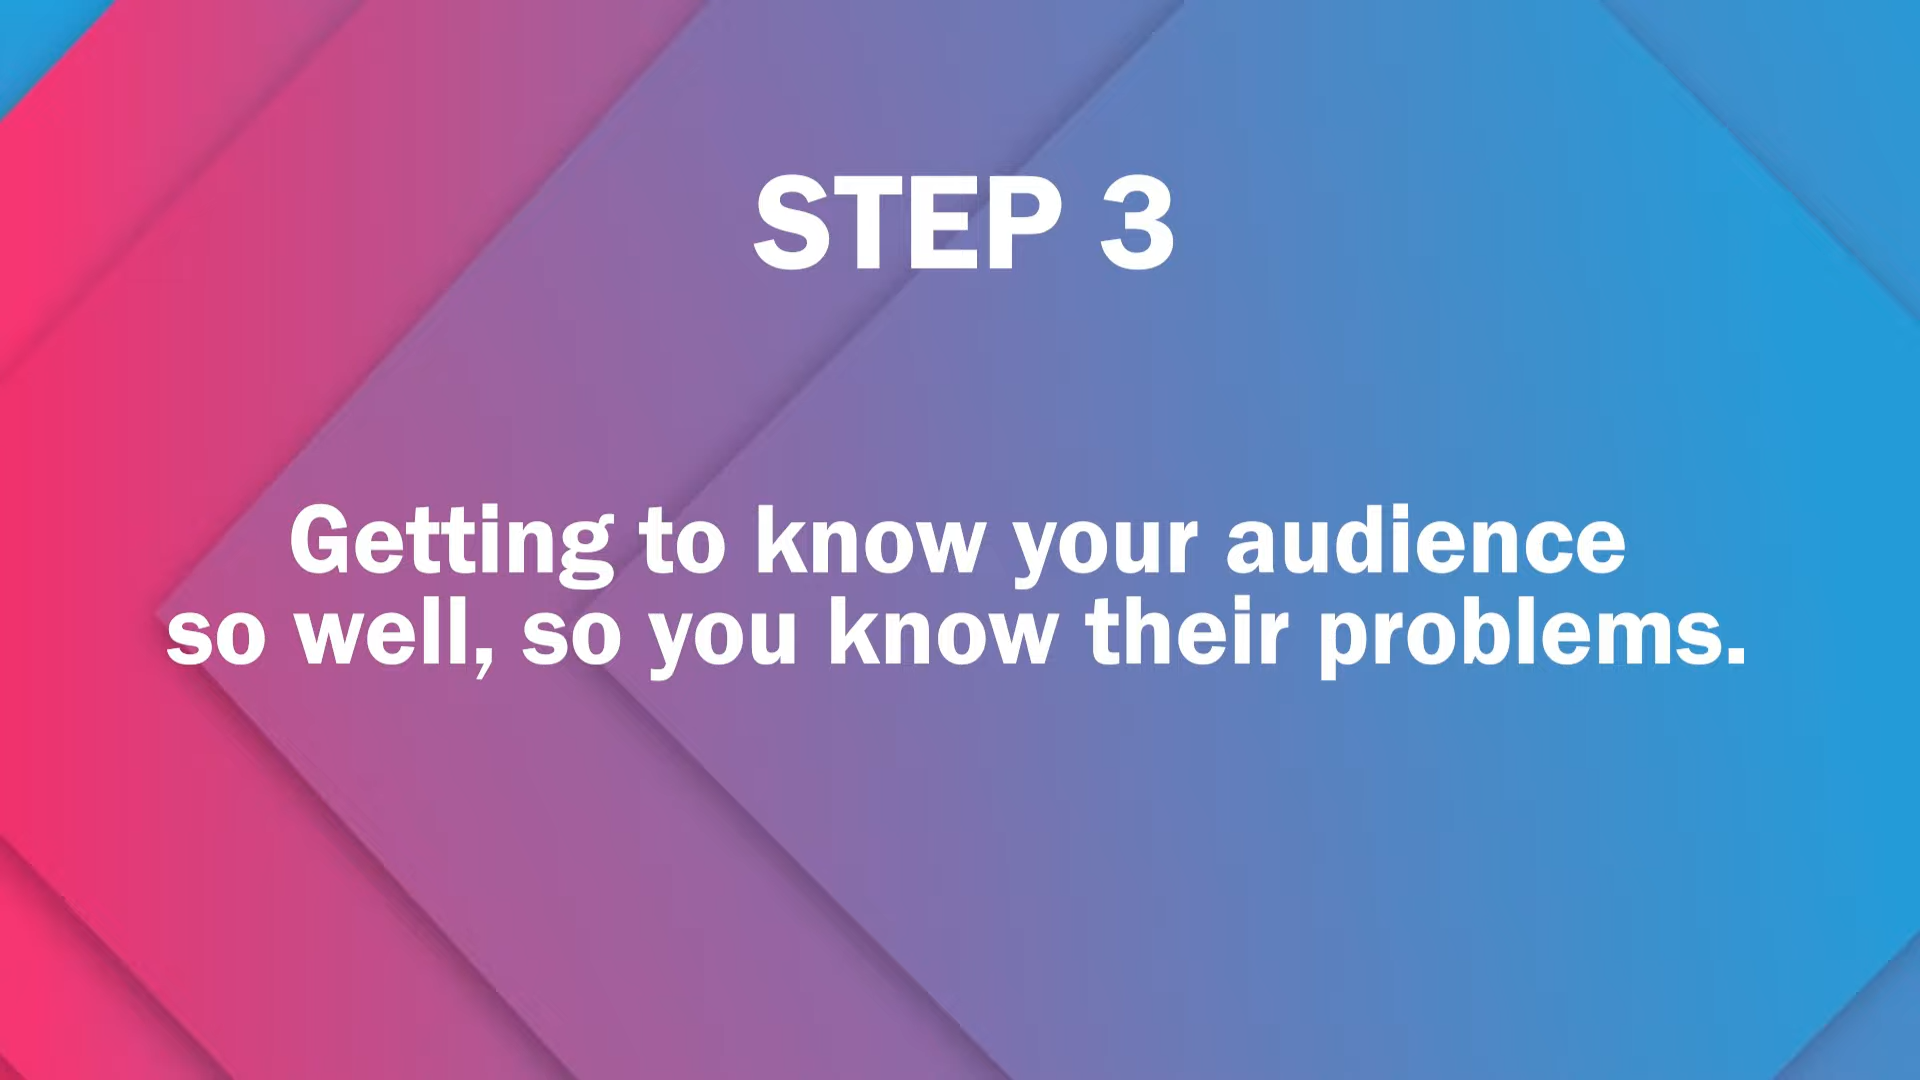 STEP 3
Getting to know your audience
so well, so you know their problems.